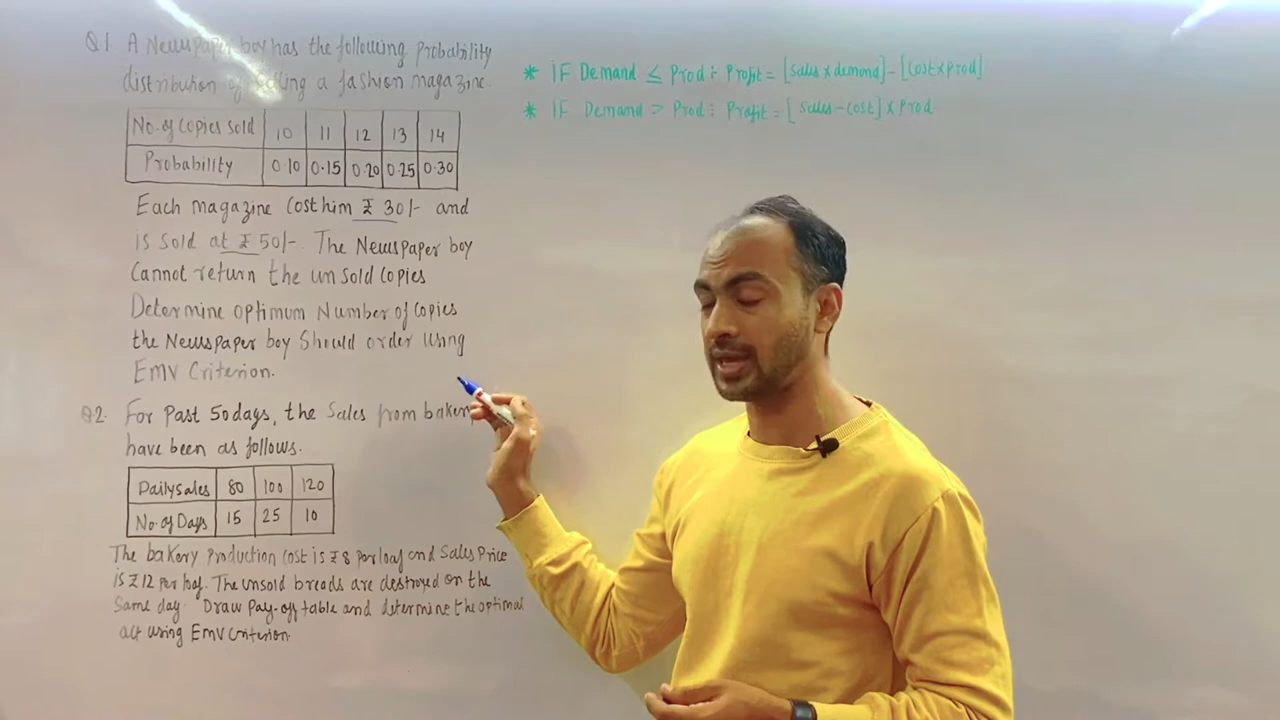 Q1 A Newspaper boy has the following probability
distribution of selling a fashion magazine.
No. of Copies Sold 10 11 12 13 14
Probability 0.10 0.15 0.20 0.25 0.30
Each magazine Cost him ₹ 30/- and
is sold at ₹ 50/-. The Newspaper boy
Cannot return the unsold Copies
Determine optimum Number of Copies
the Newspaper boy Should order Using
EMV Criterion.
Q2. For Past 50 days, the Sales from bakery
have been as follows.
Daily sales 80 100 120
No. of Days 15 25 10
The bakery production cost is ₹ 8 per loaf and Sales Price
is ₹ 12 Per loaf. The unsold breads are destroyed on the
Same day. Draw Pay-off table and determine the optimal
act using Emv criterion.
* IF Demand ≤ Prod : Profit = [sales × demand] - [cost × prod]
* IF Demand > Prod : Profit = [sales - cost] × Prod.